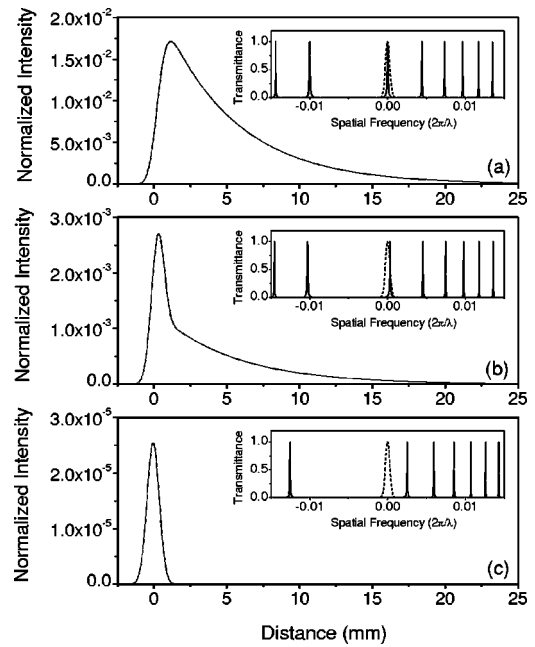 2.0x10⁻²
1.5x10⁻²
1.0x10⁻²
5.0x10⁻³
0.0
Normalized Intensity
0 5 10 15 20 25
Transmittance
1.0
0.5
0.0
-0.01 0.00 0.01
Spatial Frequency (2π/λ)
(a)
3.0x10⁻³
2.0x10⁻³
1.0x10⁻³
0.0
Normalized Intensity
0 5 10 15 20 25
Transmittance
1.0
0.5
0.0
-0.01 0.00 0.01
Spatial Frequency (2π/λ)
(b)
3.0x10⁻⁵
2.0x10⁻⁵
1.0x10⁻⁵
0.0
Normalized Intensity
0 5 10 15 20 25
Transmittance
1.0
0.5
0.0
-0.01 0.00 0.01
Spatial Frequency (2π/λ)
(c)
Distance (mm)